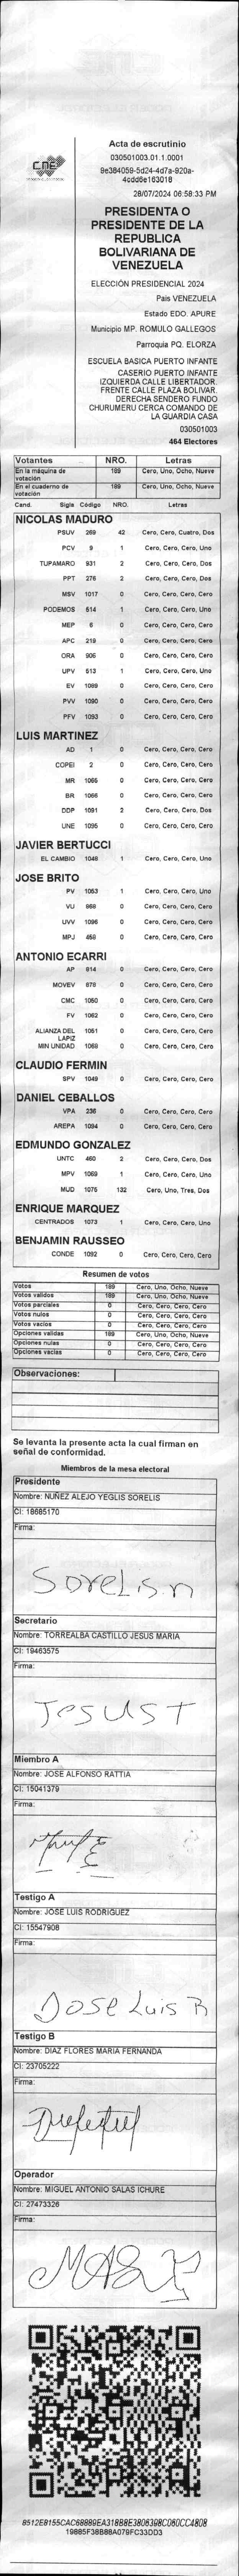 CNE
Acta de escrutinio
030501003.01.1.0001
9e384059-5d24-4d7a-920a-
4cdd6e163018
28/07/2024 06:58:33 PM
PRESIDENTA O
PRESIDENTE DE LA
REPUBLICA
BOLIVARIANA DE
VENEZUELA
ELECCIÓN PRESIDENCIAL 2024
Pais VENEZUELA
Estado EDO. APURE
Municipio MP. ROMULO GALLEGOS
Parroquia PQ. ELORZA
ESCUELA BASICA PUERTO INFANTE
CASERIO PUERTO INFANTE
IZQUIERDA CALLE LIBERTADOR.
FRENTE CALLE PLAZA BOLIVAR.
DERECHA SENDERO FUNDO
CHURUMERU CERCA COMANDO DE
LA GUARDIA CASA
030501003
464 Electores
Votantes NRO. Letras
En la máquina de votación 189 Cero, Uno, Ocho, Nueve
En el cuaderno de votación 189 Cero, Uno, Ocho, Nueve
Cand. Sigla Código NRO. Letras
NICOLAS MADURO
PSUV 269 42 Cero, Cero, Cuatro, Dos
PCV 9 1 Cero, Cero, Cero, Uno
TUPAMARO 931 2 Cero, Cero, Cero, Dos
PPT 276 2 Cero, Cero, Cero, Dos
MSV 1017 0 Cero, Cero, Cero, Cero
PODEMOS 514 1 Cero, Cero, Cero, Uno
MEP 6 0 Cero, Cero, Cero, Cero
APC 219 0 Cero, Cero, Cero, Cero
ORA 906 0 Cero, Cero, Cero, Cero
UPV 513 1 Cero, Cero, Cero, Uno
EV 1089 0 Cero, Cero, Cero, Cero
PVV 1090 0 Cero, Cero, Cero, Cero
PFV 1093 0 Cero, Cero, Cero, Cero
LUIS MARTINEZ
AD 1 0 Cero, Cero, Cero, Cero
COPEI 2 0 Cero, Cero, Cero, Cero
MR 1065 0 Cero, Cero, Cero, Cero
BR 1056 0 Cero, Cero, Cero, Cero
DDP 1091 2 Cero, Cero, Cero, Dos
UNE 1095 0 Cero, Cero, Cero, Cero
JAVIER BERTUCCI
EL CAMBIO 1048 1 Cero, Cero, Cero, Uno
JOSE BRITO
PV 1053 1 Cero, Cero, Cero, Uno
VU 968 0 Cero, Cero, Cero, Cero
UVV 1096 0 Cero, Cero, Cero, Cero
MPJ 458 0 Cero, Cero, Cero, Cero
ANTONIO ECARRI
AP 914 0 Cero, Cero, Cero, Cero
MOVEV 978 0 Cero, Cero, Cero, Cero
CMC 1050 0 Cero, Cero, Cero, Cero
FV 1062 0 Cero, Cero, Cero, Cero
ALIANZA DEL LAPIZ 1051 0 Cero, Cero, Cero, Cero
MIN UNIDAD 1068 0 Cero, Cero, Cero, Cero
CLAUDIO FERMIN
SPV 1049 0 Cero, Cero, Cero, Cero
DANIEL CEBALLOS
VPA 236 0 Cero, Cero, Cero, Cero
AREPA 1094 0 Cero, Cero, Cero, Cero
EDMUNDO GONZALEZ
UNTC 460 2 Cero, Cero, Cero, Dos
MPV 1069 1 Cero, Cero, Cero, Uno
MUD 1075 132 Cero, Uno, Tres, Dos
ENRIQUE MARQUEZ
CENTRADOS 1073 1 Cero, Cero, Cero, Uno
BENJAMIN RAUSSEO
CONDE 1092 0 Cero, Cero, Cero, Cero
Resumen de votos
Votos 189 Cero, Uno, Ocho, Nueve
Votos validos 189 Cero, Uno, Ocho, Nueve
Votos parciales 0 Cero, Cero, Cero, Cero
Votos nulos 0 Cero, Cero, Cero, Cero
Votos vacios 0 Cero, Cero, Cero, Cero
Opciones validas 189 Cero, Uno, Ocho, Nueve
Opciones nulas 0 Cero, Cero, Cero, Cero
Opciones vacias 0 Cero, Cero, Cero, Cero
Observaciones:
Se levanta la presente acta la cual firman en
señal de conformidad.
Miembros de la mesa electoral
Presidente
Nombre: NUÑEZ ALEJO YEGLIS SORELIS
CI: 18685170
Firma:
Sorelis.n
Secretario
Nombre: TORREALBA CASTILLO JESUS MARIA
CI: 19463575
Firma:
Jesus T
Miembro A
Nombre: JOSE ALFONSO RATTIA
CI: 15041379
Firma:
Testigo A
Nombre: JOSE LUIS RODRIGUEZ
CI: 15547908
Firma:
Jose Luis R
Testigo B
Nombre: DIAZ FLORES MARIA FERNANDA
CI: 23705222
Firma:
Operador
Nombre: MIGUEL ANTONIO SALAS ICHURE
CI: 27473326
Firma:
8512EB155CAC68889EA318B8E3806398C060CC4808
19885F38B88A079FC33DD3